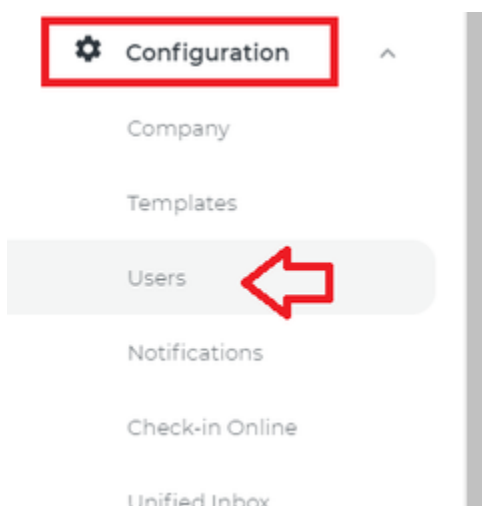 Configuration
Company
Templates
Users
Notifications
Check-in Online
Unified Inbox